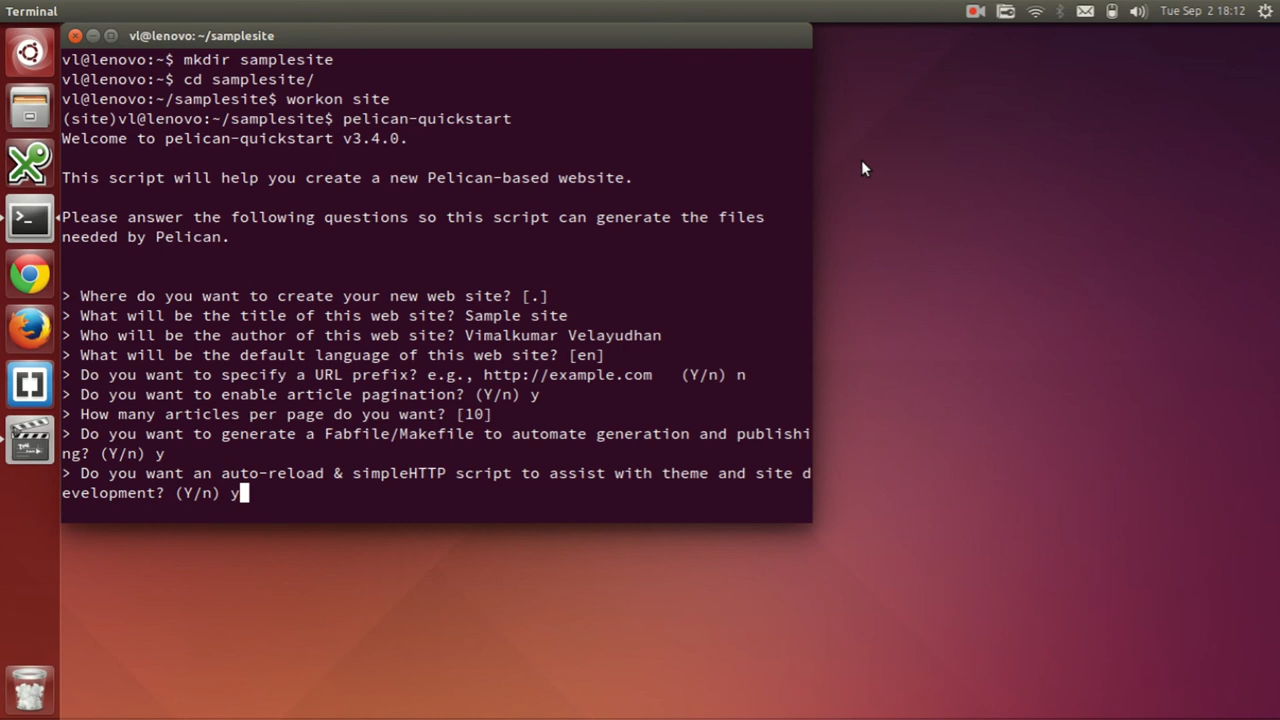 Terminal
Tue Sep 2 18:12
vl@lenovo: ~/samplesite
vl@lenovo:~$ mkdir samplesite
vl@lenovo:~$ cd samplesite/
vl@lenovo:~/samplesite$ workon site
(site)vl@lenovo:~/samplesite$ pelican-quickstart
Welcome to pelican-quickstart v3.4.0.
This script will help you create a new Pelican-based website.
Please answer the following questions so this script can generate the files
needed by Pelican.
> Where do you want to create your new web site? [.]
> What will be the title of this web site? Sample site
> Who will be the author of this web site? Vimalkumar Velayudhan
> What will be the default language of this web site? [en]
> Do you want to specify a URL prefix? e.g., http://example.com   (Y/n) n
> Do you want to enable article pagination? (Y/n) y
> How many articles per page do you want? [10]
> Do you want to generate a Fabfile/Makefile to automate generation and publishi
ng? (Y/n) y
> Do you want an auto-reload & simpleHTTP script to assist with theme and site d
evelopment? (Y/n) y